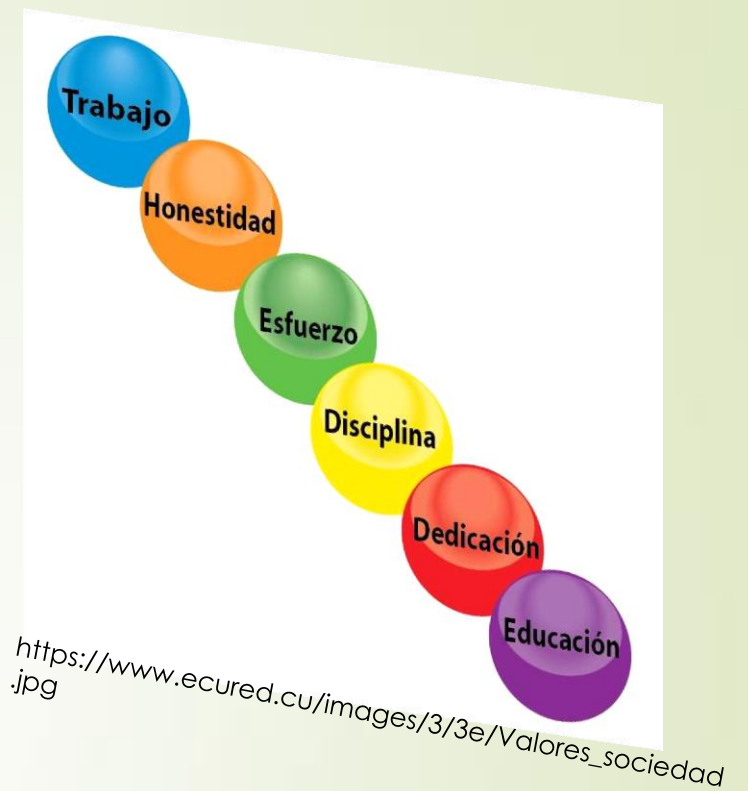 Trabajo
Honestidad
Esfuerzo
Disciplina
Dedicación
Educación
https://www.ecured.cu/images/3/3e/Valores_sociedad
.jpg